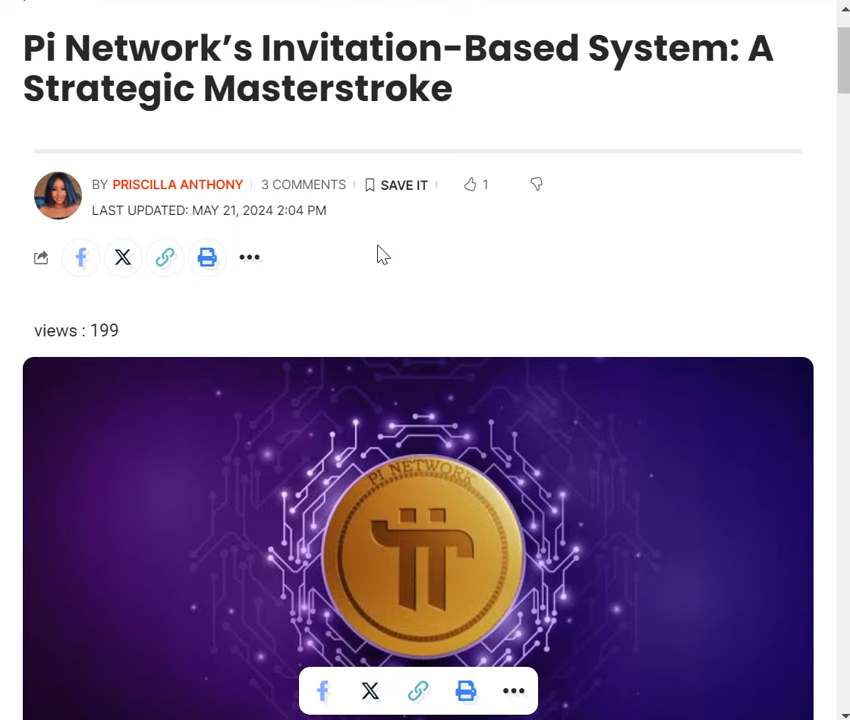 Pi Network’s Invitation-Based System: A
Strategic Masterstroke
BY PRISCILLA ANTHONY 3 COMMENTS SAVE IT 1
LAST UPDATED: MAY 21, 2024 2:04 PM
views : 199
PI NETWORK